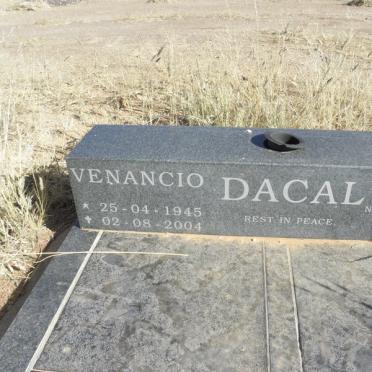 VENANCIO DACAL
* 25-04-1945
✝ 02-08-2004
REST IN PEACE.